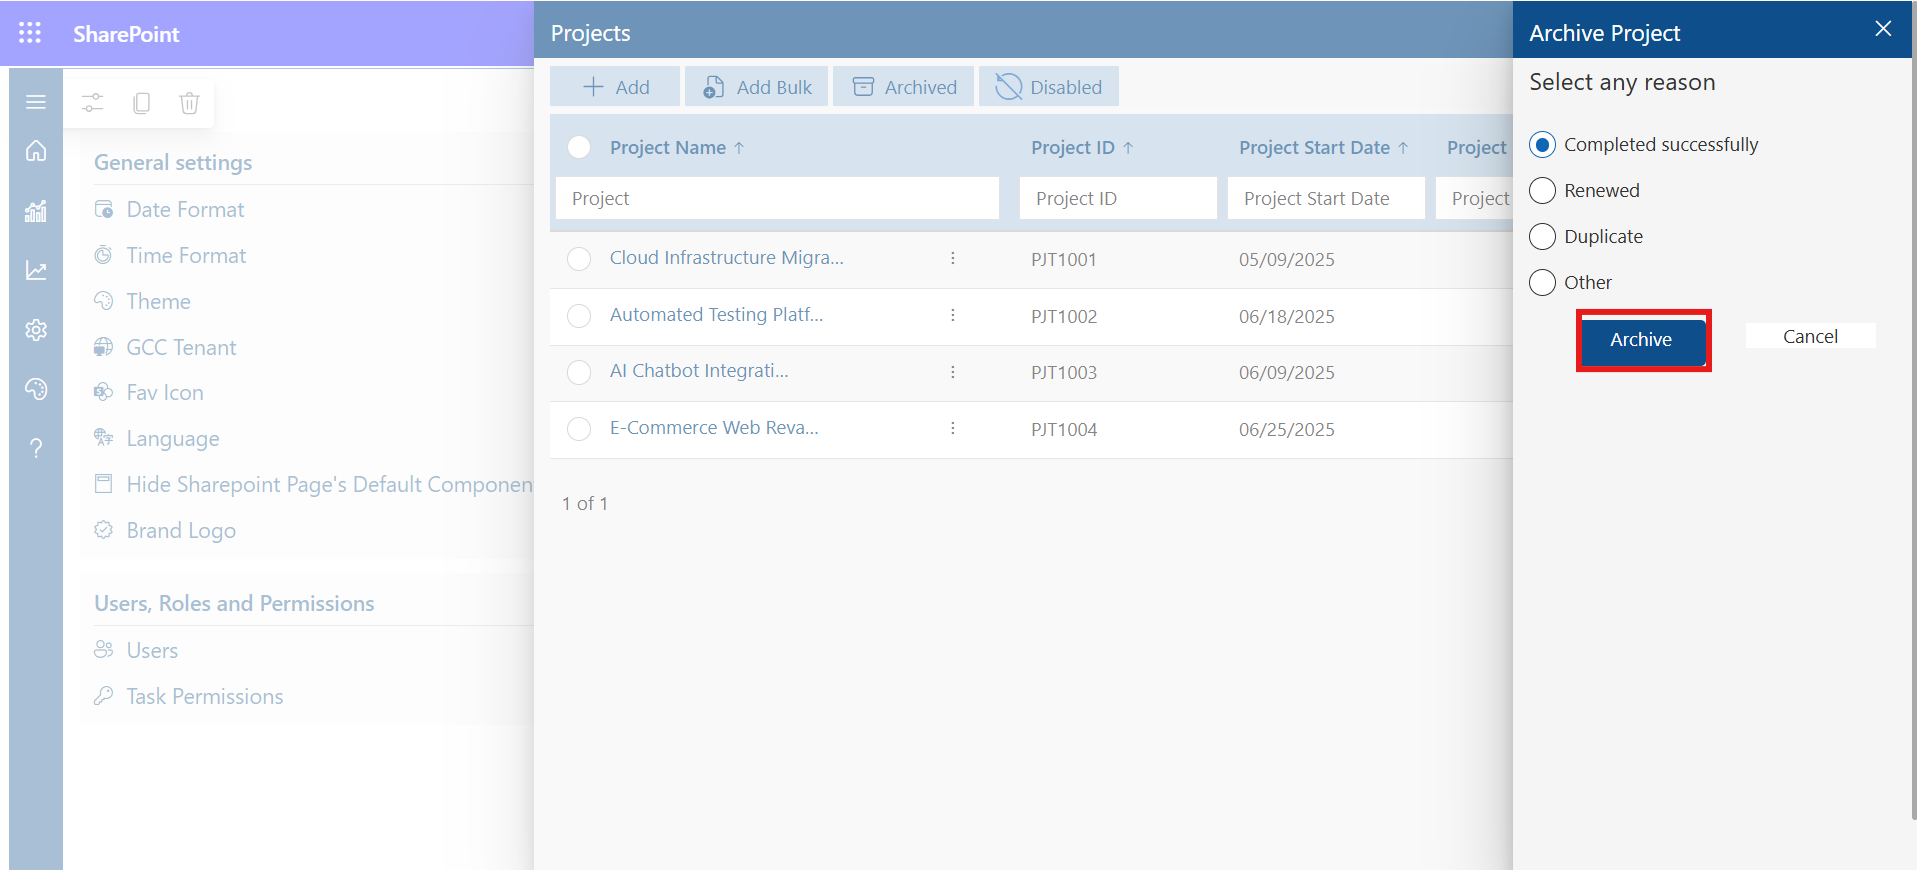 SharePoint
General settings
Date Format
Time Format
Theme
GCC Tenant
Fav Icon
Language
Hide Sharepoint Page's Default Componen
Brand Logo
Users, Roles and Permissions
Users
Task Permissions
Projects
Add
Add Bulk
Archived
Disabled
Project Name ↑ Project ID ↑ Project Start Date ↑ Project
Project Project ID Project Start Date Project
Cloud Infrastructure Migra... PJT1001 05/09/2025
Automated Testing Platf... PJT1002 06/18/2025
AI Chatbot Integrati... PJT1003 06/09/2025
E-Commerce Web Reva... PJT1004 06/25/2025
1 of 1
Archive Project
Select any reason
Completed successfully
Renewed
Duplicate
Other
Archive
Cancel